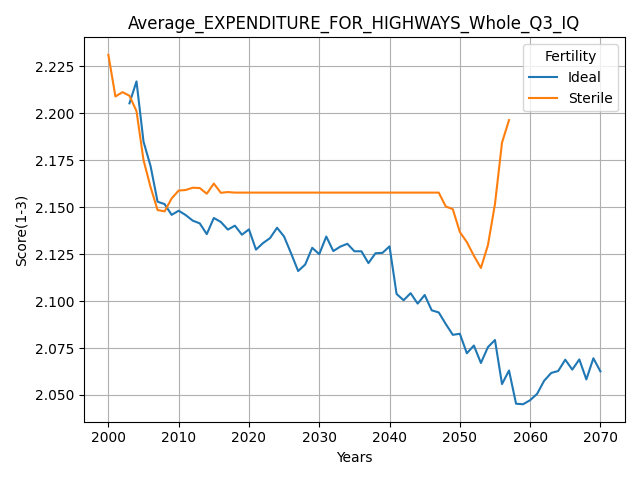 Average_EXPENDITURE_FOR_HIGHWAYS_Whole_Q3_IQ
Fertility
Ideal
Sterile
Score(1-3)
2.225
2.200
2.175
2.150
2.125
2.100
2.075
2.050
2000 2010 2020 2030 2040 2050 2060 2070
Years